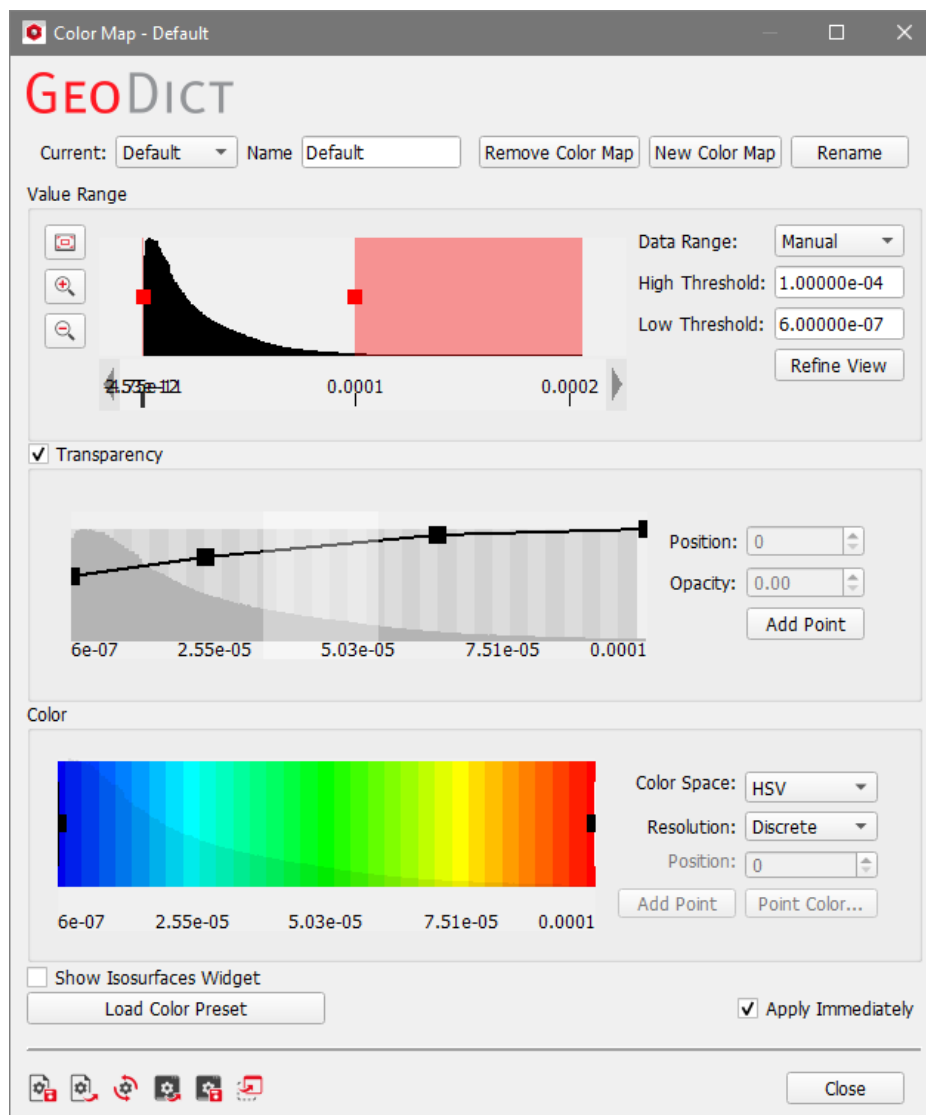 Color Map - Default
GEODICT
Current: Default Name Default Remove Color Map New Color Map Rename
Value Range
Data Range: Manual
High Threshold: 1.00000e-04
Low Threshold: 6.00000e-07
Refine View
0.0001 0.0002
Transparency
Position: 0
Opacity: 0.00
Add Point
6e-07 2.55e-05 5.03e-05 7.51e-05 0.0001
Color
Color Space: HSV
Resolution: Discrete
Position: 0
Add Point Point Color...
6e-07 2.55e-05 5.03e-05 7.51e-05 0.0001
Show Isosurfaces Widget
Load Color Preset Apply Immediately
Close